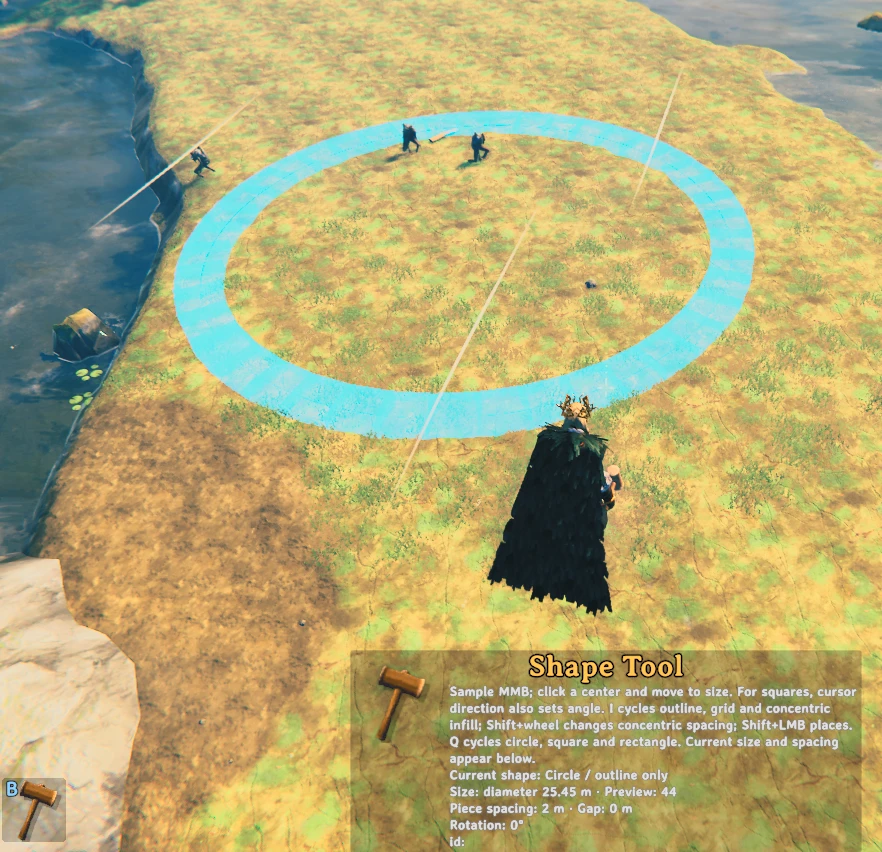 Shape Tool
Sample MMB; click a center and move to size. For squares, cursor
direction also sets angle. I cycles outline, grid and concentric
infill; Shift+wheel changes concentric spacing; Shift+LMB places.
Q cycles circle, square and rectangle. Current size and spacing
appear below.
Current shape: Circle / outline only
Size: diameter 25.45 m · Preview: 44
Piece spacing: 2 m · Gap: 0 m
Rotation: 0°
id:
B